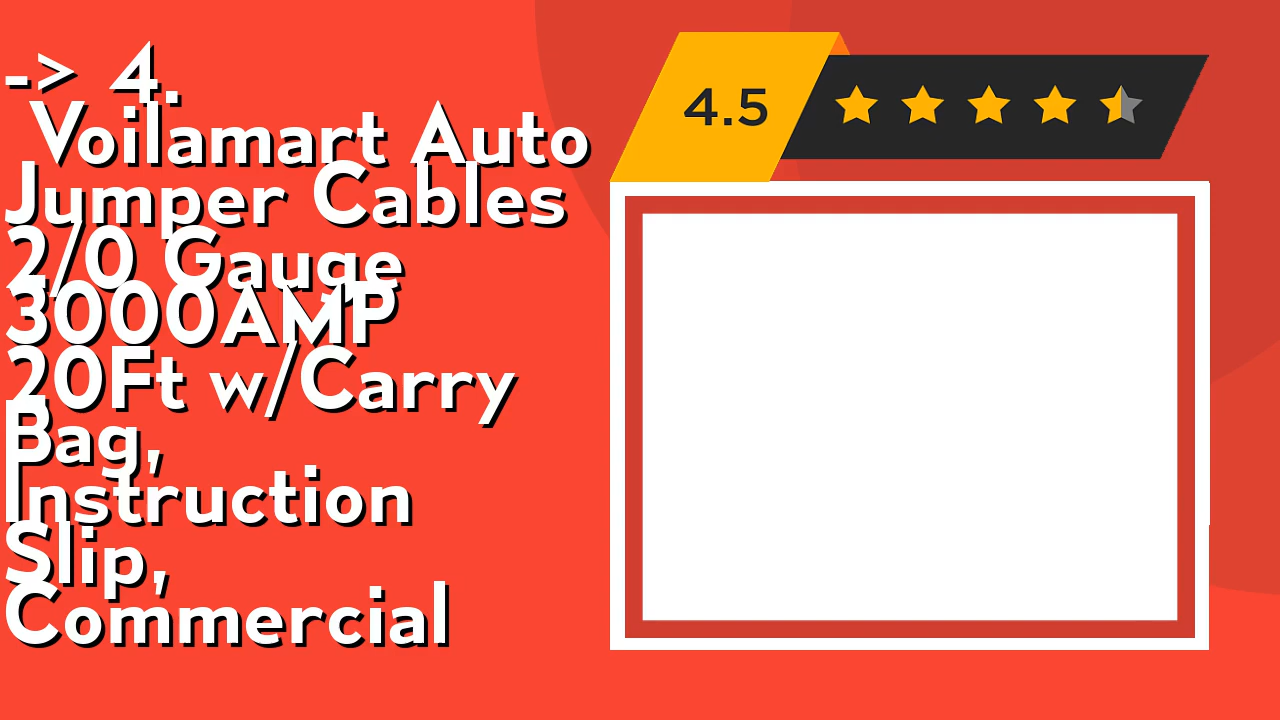 -> 4.
Voilamart Auto
Jumper Cables
2/0 Gauge
3000AMP
20Ft w/Carry
Bag,
Instruction
Slip,
Commercial
4.5